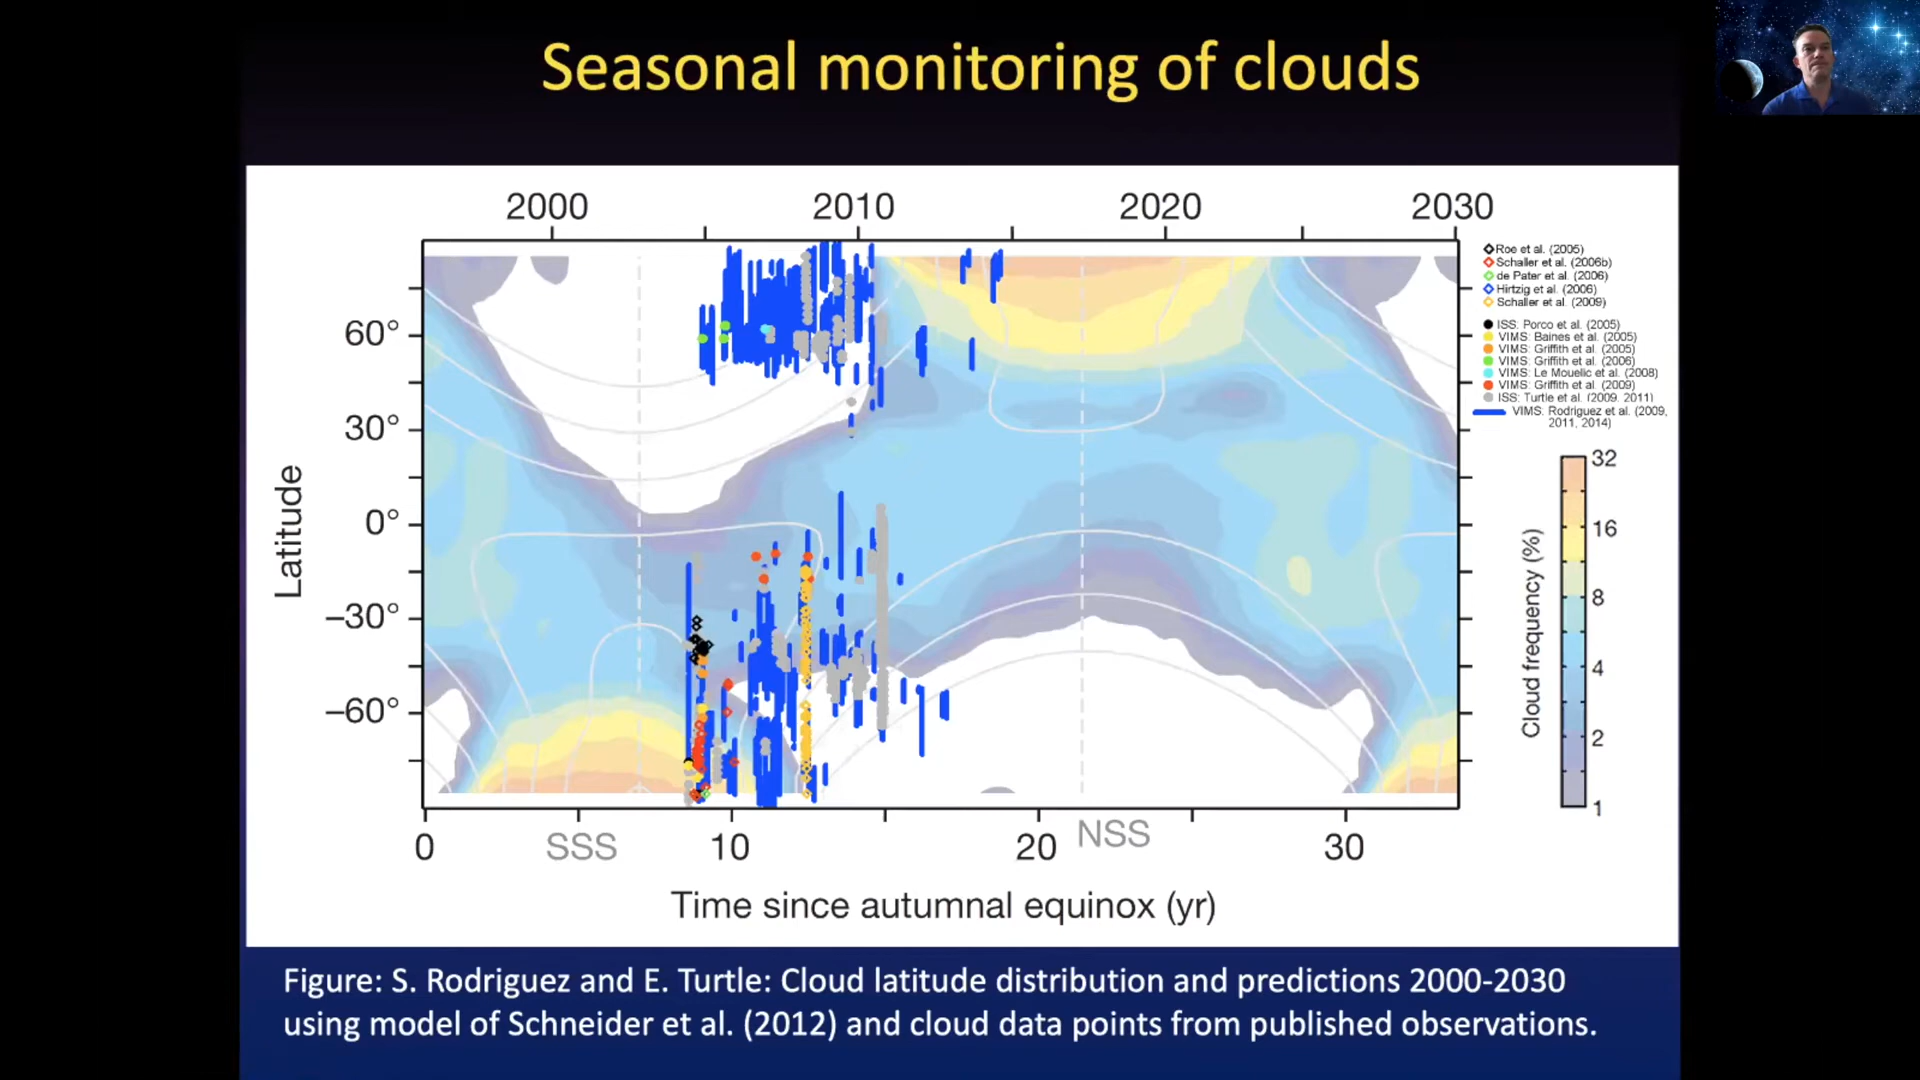 Seasonal monitoring of clouds
2000 2010 2020 2030
Roe et al. (2005)
Schaller et al. (2006b)
de Pater et al. (2006)
Hirtzig et al. (2006)
Schaller et al. (2009)
ISS: Porco et al. (2005)
VIMS: Baines et al. (2005)
VIMS: Griffith et al. (2005)
VIMS: Griffith et al. (2006)
VIMS: Le Mouelic et al. (2008)
VIMS: Griffith et al. (2009)
ISS: Turtle et al. (2009, 2011)
VIMS: Rodriguez et al. (2009,
2011, 2014)
Latitude
60°
30°
0°
−30°
−60°
Cloud frequency (%)
32
16
8
4
2
1
0 SSS 10 20 NSS 30
Time since autumnal equinox (yr)
Figure: S. Rodriguez and E. Turtle: Cloud latitude distribution and predictions 2000-2030
using model of Schneider et al. (2012) and cloud data points from published observations.